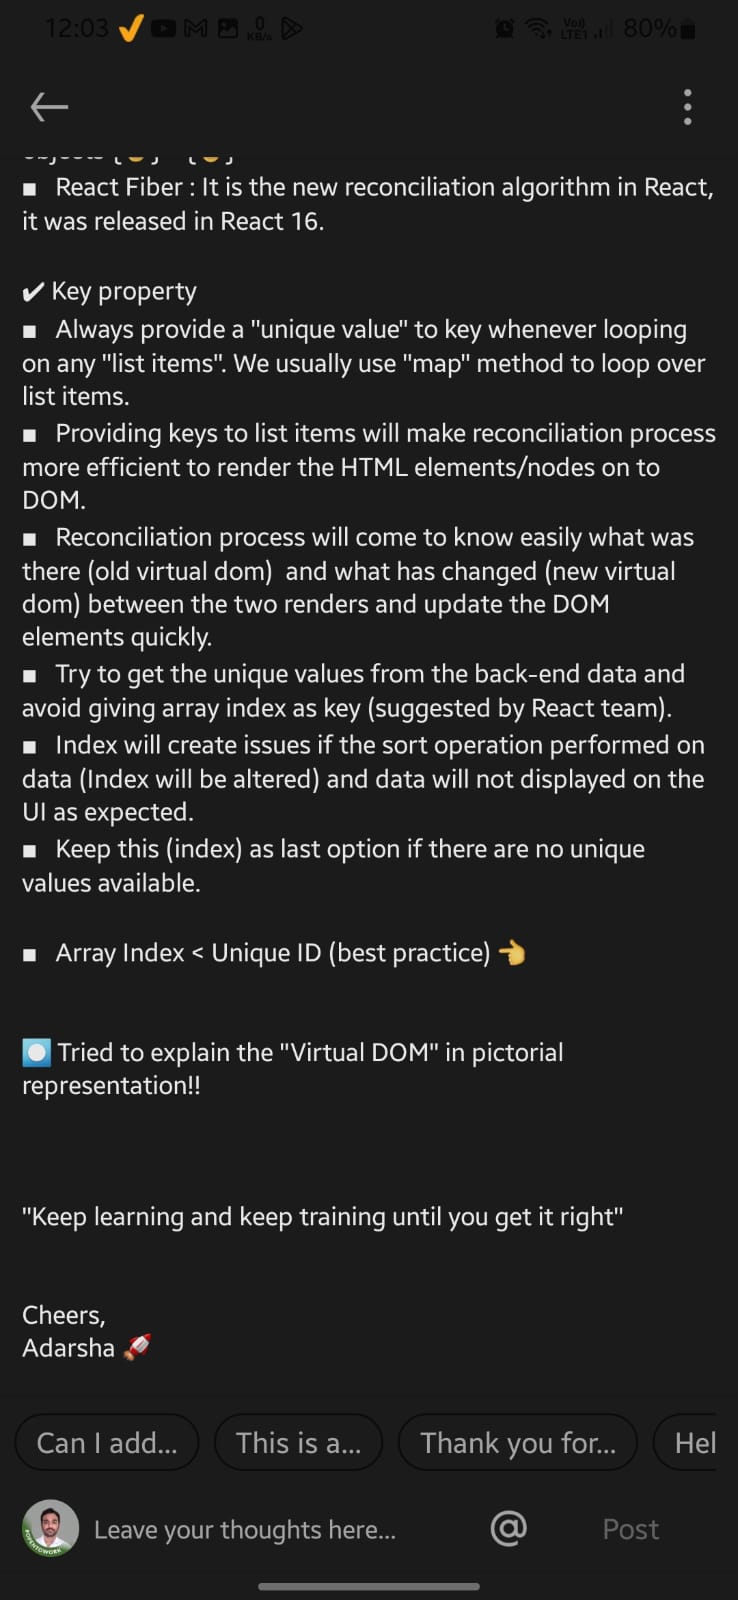 12:03 0 KB/s Vo)) LTE1 80%
■ React Fiber : It is the new reconciliation algorithm in React,
it was released in React 16.
✔ Key property
■ Always provide a "unique value" to key whenever looping
on any "list items". We usually use "map" method to loop over
list items.
■ Providing keys to list items will make reconciliation process
more efficient to render the HTML elements/nodes on to
DOM.
■ Reconciliation process will come to know easily what was
there (old virtual dom)  and what has changed (new virtual
dom) between the two renders and update the DOM
elements quickly.
■ Try to get the unique values from the back-end data and
avoid giving array index as key (suggested by React team).
■ Index will create issues if the sort operation performed on
data (Index will be altered) and data will not displayed on the
UI as expected.
■ Keep this (index) as last option if there are no unique
values available.
■ Array Index < Unique ID (best practice) 👈
⏺ Tried to explain the "Virtual DOM" in pictorial
representation!!
"Keep learning and keep training until you get it right"
Cheers,
Adarsha 🚀
Can I add... This is a... Thank you for... Hel
Leave your thoughts here... @ Post